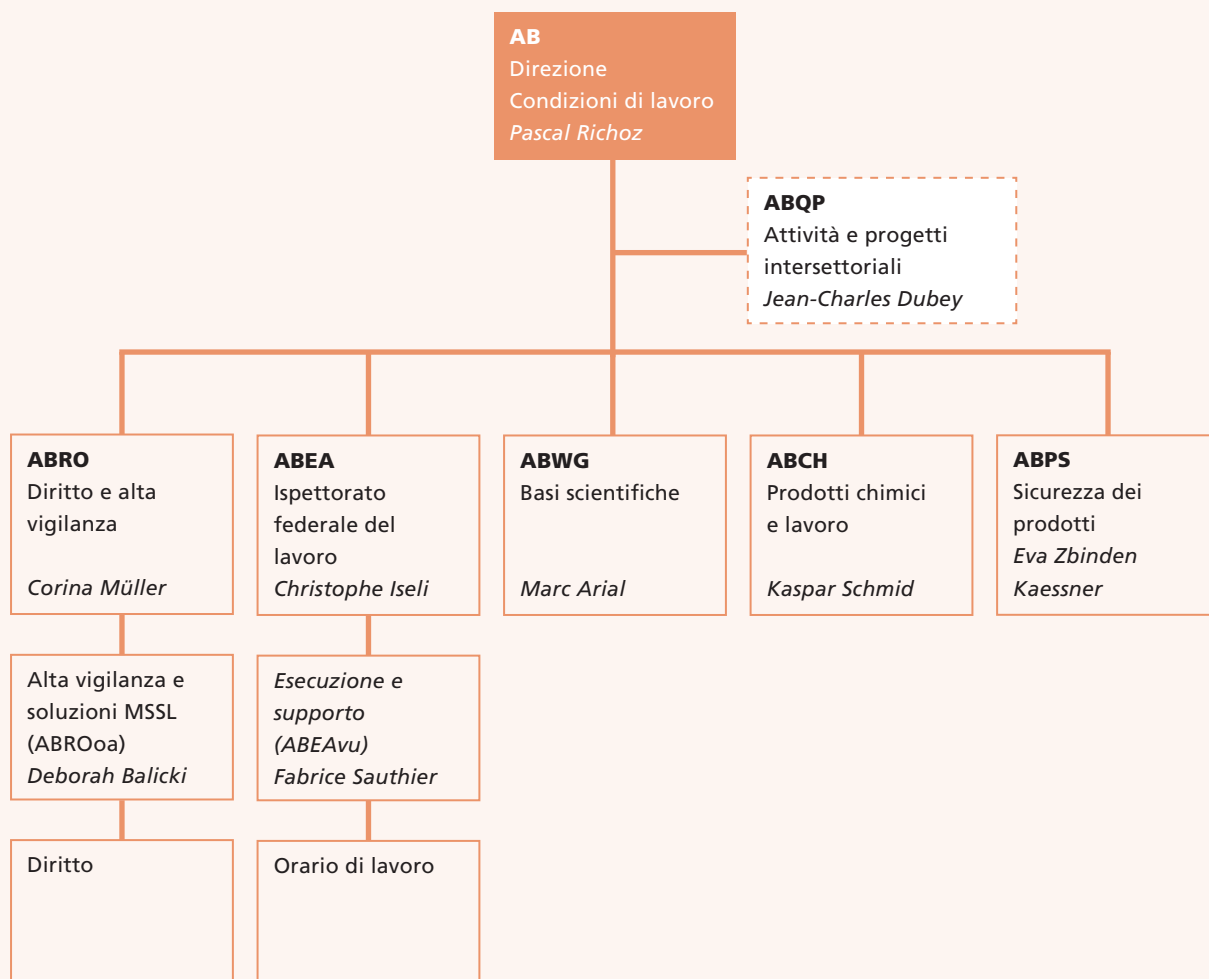 AB
Direzione
Condizioni di lavoro
Pascal Richoz
ABQP
Attività e progetti
intersettoriali
Jean-Charles Dubey
ABRO
Diritto e alta
vigilanza
Corina Müller
ABEA
Ispettorato
federale del
lavoro
Christophe Iseli
ABWG
Basi scientifiche
Marc Arial
ABCH
Prodotti chimici
e lavoro
Kaspar Schmid
ABPS
Sicurezza dei
prodotti
Eva Zbinden
Kaessner
Alta vigilanza e
soluzioni MSSL
(ABROoa)
Deborah Balicki
Esecuzione e
supporto
(ABEAvu)
Fabrice Sauthier
Diritto
Orario di lavoro